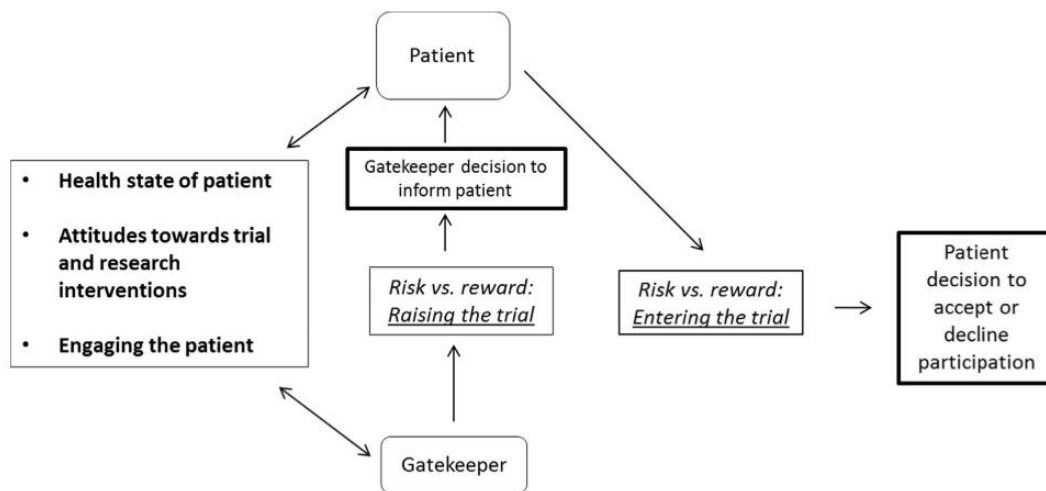 Patient
Gatekeeper decision to
inform patient
• Health state of patient
• Attitudes towards trial
and research
interventions
• Engaging the patient
Risk vs. reward:
Raising the trial
Risk vs. reward:
Entering the trial
Patient
decision to
accept or
decline
participation
Gatekeeper